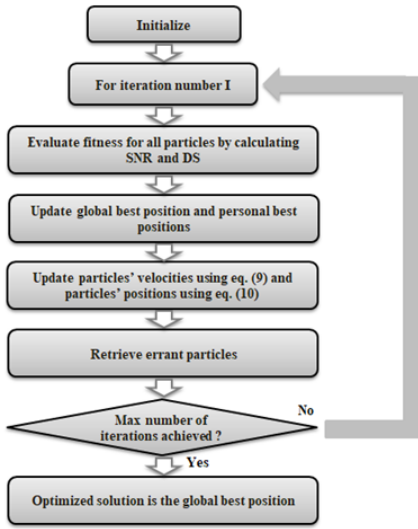 Initialize
For iteration number I
Evaluate fitness for all particles by calculating
SNR and DS
Update global best position and personal best
positions
Update particles' velocities using eq. (9) and
particles' positions using eq. (10)
Retrieve errant particles
Max number of
iterations achieved ?
No
Yes
Optimized solution is the global best position